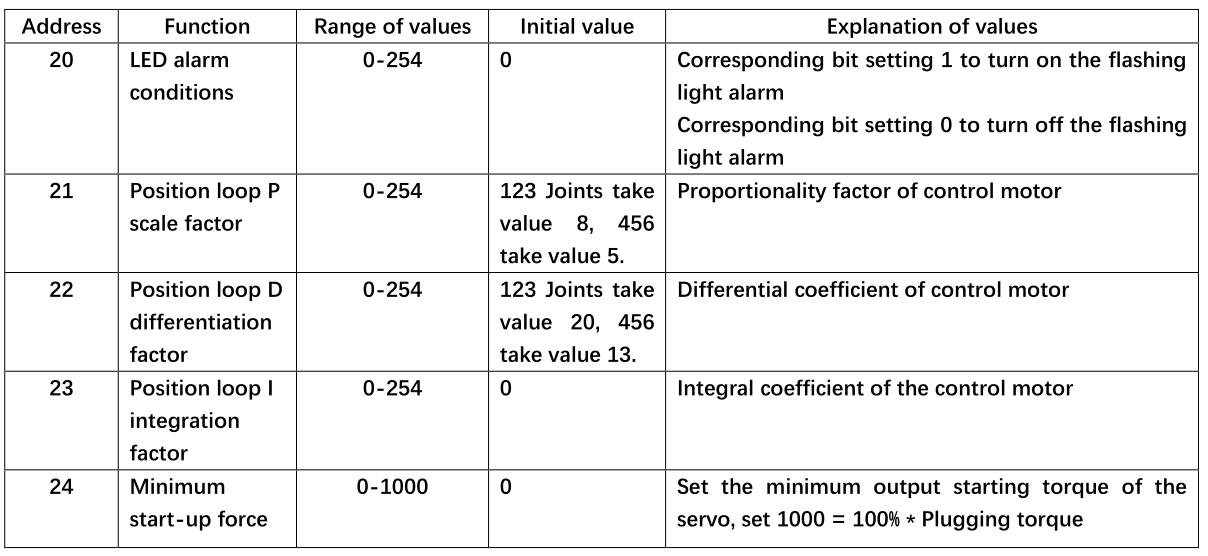 Address Function Range of values Initial value Explanation of values
20 LED alarm 0-254 0 Corresponding bit setting 1 to turn on the flashing
conditions light alarm
Corresponding bit setting 0 to turn off the flashing
light alarm
21 Position loop P 0-254 123 Joints take Proportionality factor of control motor
scale factor value 8, 456
take value 5.
22 Position loop D 0-254 123 Joints take Differential coefficient of control motor
differentiation value 20, 456
factor take value 13.
23 Position loop I 0-254 0 Integral coefficient of the control motor
integration
factor
24 Minimum 0-1000 0 Set the minimum output starting torque of the
start-up force servo, set 1000 = 100% * Plugging torque